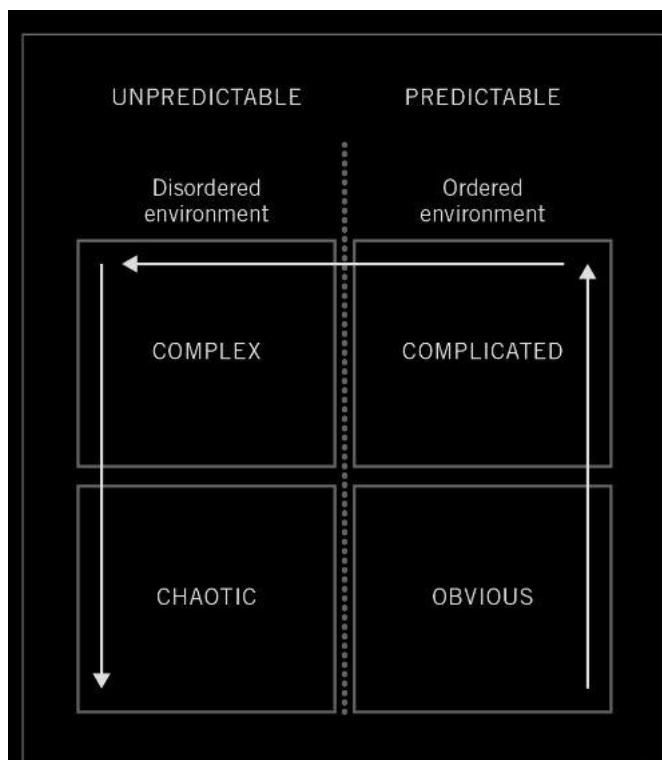 UNPREDICTABLE
PREDICTABLE
Disordered
environment
Ordered
environment
COMPLEX
COMPLICATED
CHAOTIC
OBVIOUS